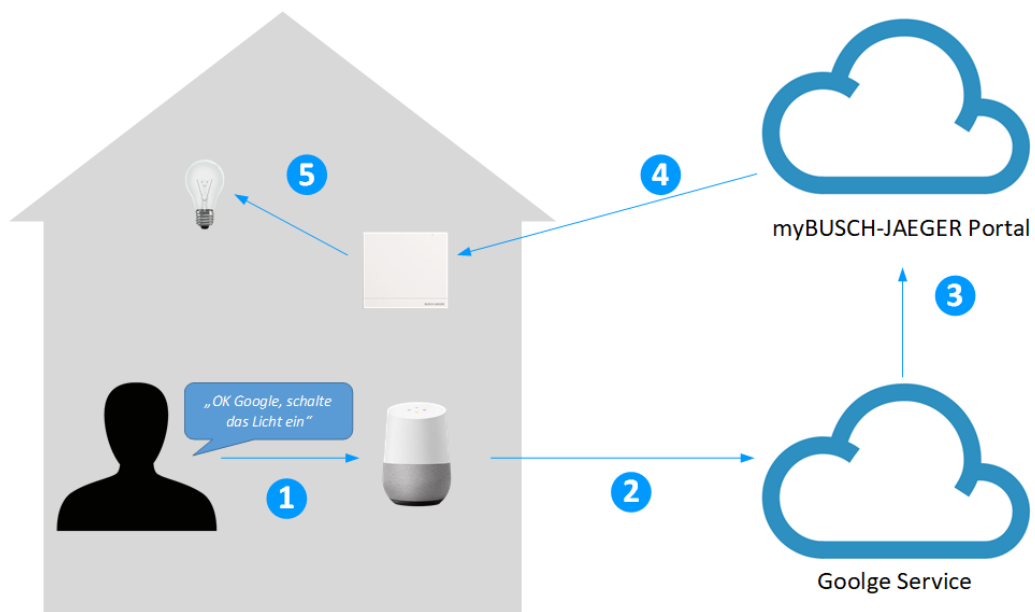 5
4
myBUSCH-JAEGER Portal
3
„OK Google, schalte
das Licht ein“
1
2
Goolge Service